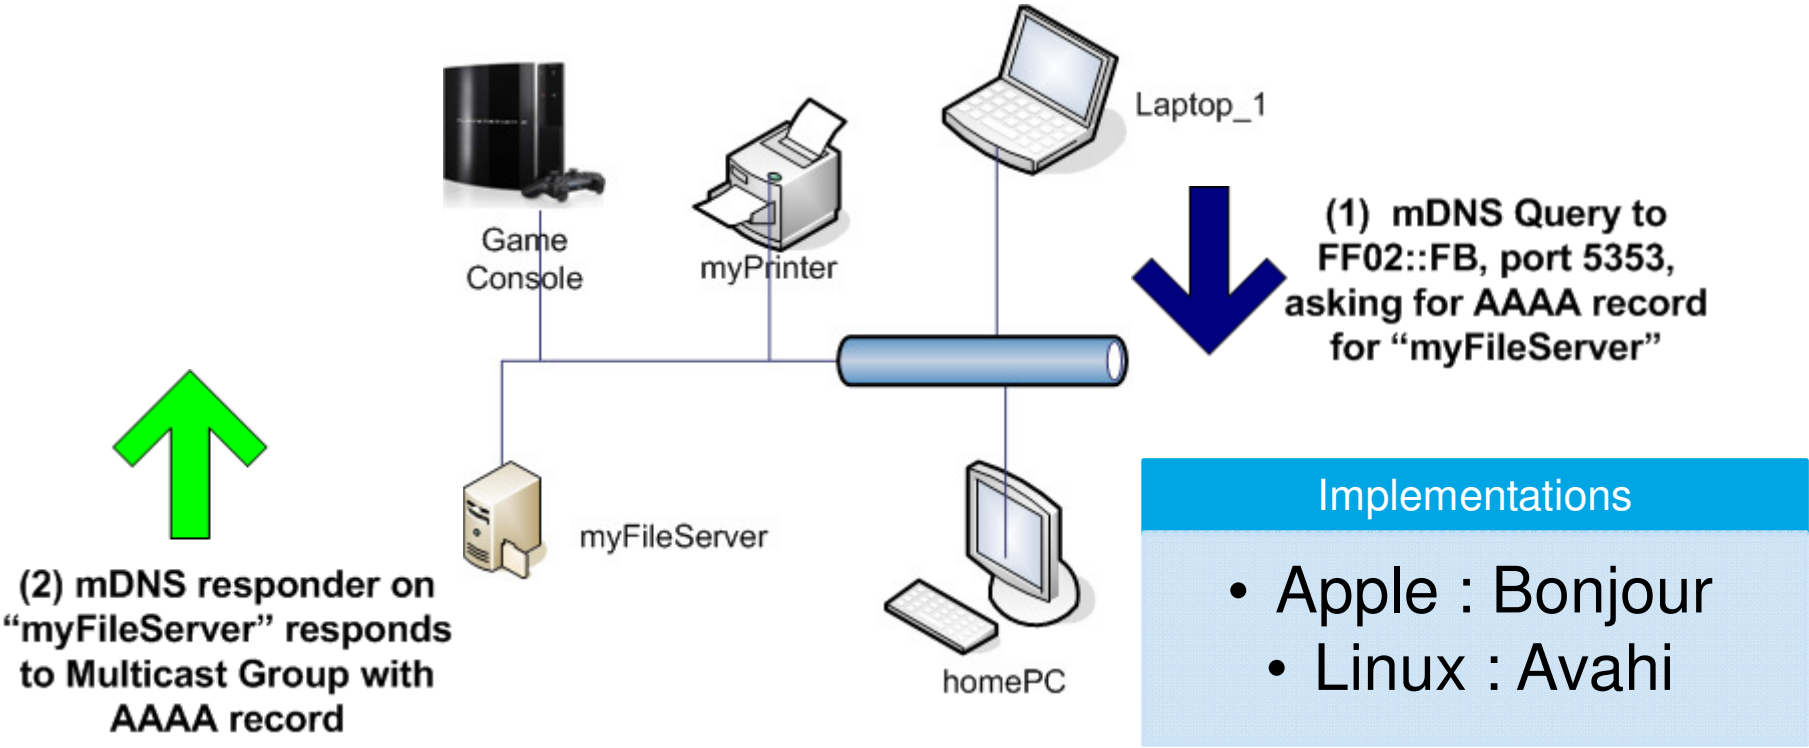 Laptop_1
Game
Console
myPrinter
(1) mDNS Query to
FF02::FB, port 5353,
asking for AAAA record
for “myFileServer”
myFileServer
(2) mDNS responder on
“myFileServer” responds
to Multicast Group with
AAAA record
homePC
Implementations
• Apple : Bonjour
• Linux : Avahi